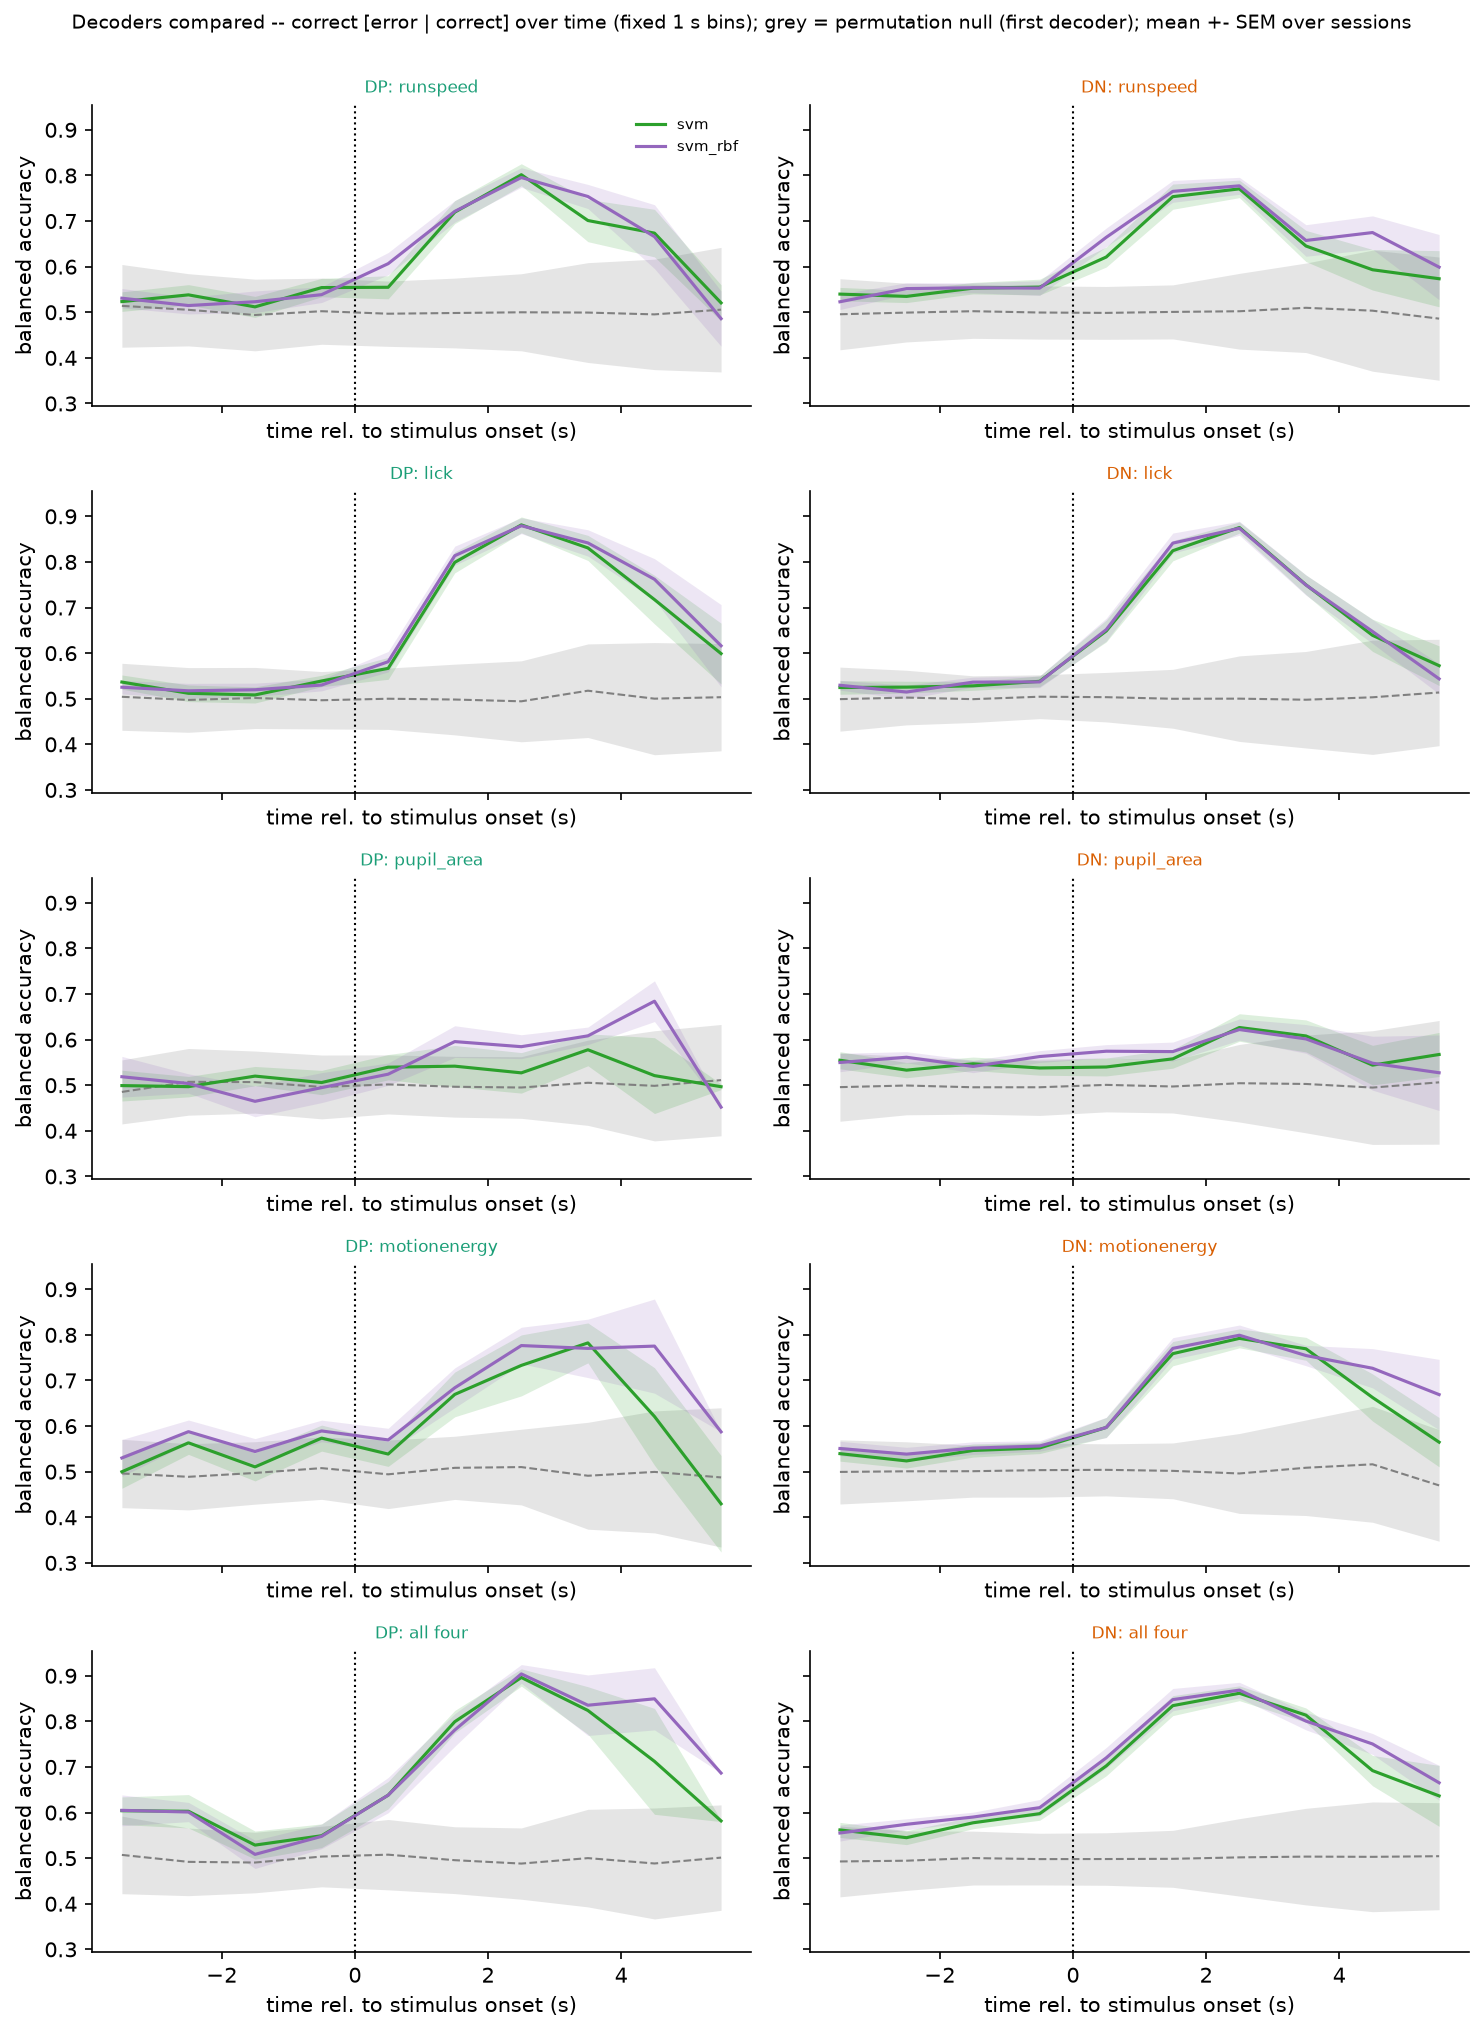 Decoders compared -- correct [error | correct] over time (fixed 1 s bins); grey = permutation null (first decoder); mean +- SEM over sessions
DP: runspeed
DN: runspeed
svm
svm_rbf
0.9
0.8
0.7
0.6
0.5
0.4
0.3
balanced accuracy
balanced accuracy
time rel. to stimulus onset (s)
time rel. to stimulus onset (s)
DP: lick
DN: lick
0.9
0.8
0.7
0.6
0.5
0.4
0.3
balanced accuracy
balanced accuracy
time rel. to stimulus onset (s)
time rel. to stimulus onset (s)
DP: pupil_area
DN: pupil_area
0.9
0.8
0.7
0.6
0.5
0.4
0.3
balanced accuracy
balanced accuracy
time rel. to stimulus onset (s)
time rel. to stimulus onset (s)
DP: motionenergy
DN: motionenergy
0.9
0.8
0.7
0.6
0.5
0.4
0.3
balanced accuracy
balanced accuracy
time rel. to stimulus onset (s)
time rel. to stimulus onset (s)
DP: all four
DN: all four
0.9
0.8
0.7
0.6
0.5
0.4
0.3
balanced accuracy
balanced accuracy
−2 0 2 4
−2 0 2 4
time rel. to stimulus onset (s)
time rel. to stimulus onset (s)